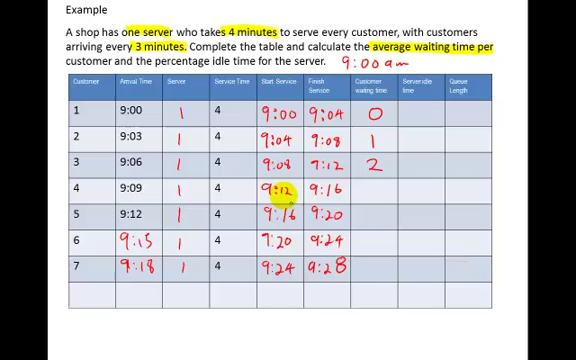 Example
A shop has one server who takes 4 minutes to serve every customer, with customers
arriving every 3 minutes. Complete the table and calculate the average waiting time per
customer and the percentage idle time for the server. 9:00 am
Customer Arrival Time Server Service Time Start Service Finish Service Customer waiting time Server idle time Queue Length
1 9:00 1 4 9:00 9:04 0
2 9:03 1 4 9:04 9:08 1
3 9:06 1 4 9:08 9:12 2
4 9:09 1 4 9:12 9:16
5 9:12 1 4 9:16 9:20
6 9:15 1 4 9:20 9:24
7 9:18 1 4 9:24 9:28